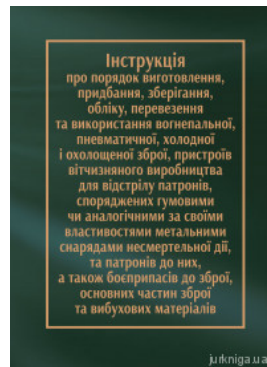 Інструкція
про порядок виготовлення,
придбання, зберігання,
обліку, перевезення
та використання вогнепальної,
пневматичної, холодної
і охолощеної зброї, пристроїв
вітчизняного виробництва
для відстрілу патронів,
споряджених гумовими
чи аналогічними за своїми
властивостями метальними
снарядами несмертельної дії,
та патронів до них,
а також боєприпасів до зброї,
основних частин зброї
та вибухових матеріалів
jurkniga.ua